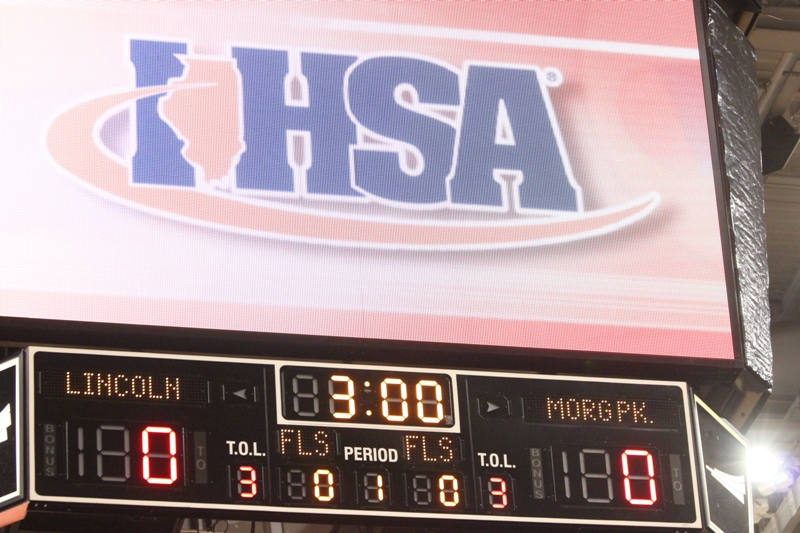 IHSA®
LINCOLN 3:00 MORG PK.
BONUS 0 TO T.O.L. 3 FLS 0 PERIOD 1 FLS 0 T.O.L. 3 BONUS 0 TO